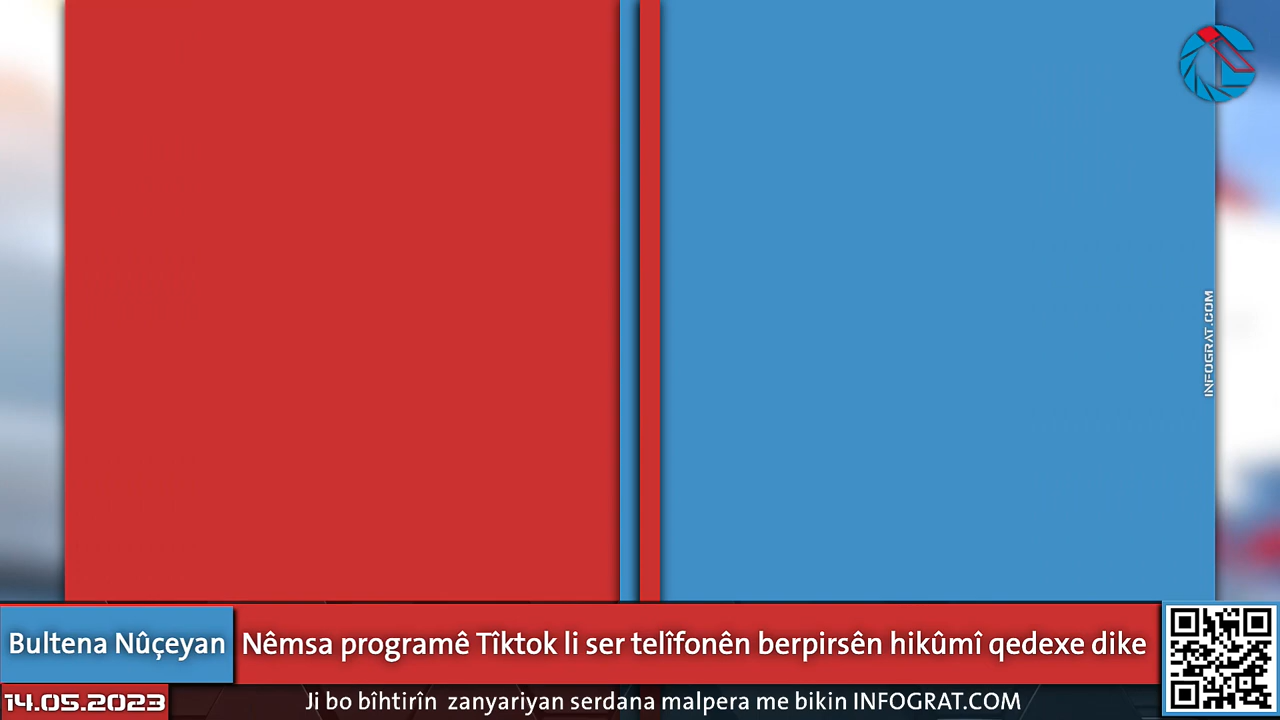 INFOGRAT.COM
Bultena Nûçeyan
Nêmsa programê Tîktok li ser telîfonên berpirsên hikûmî qedexe dike
14.05.2023
Ji bo bîhtirîn zanyariyan serdana malpera me bikin INFOGRAT.COM